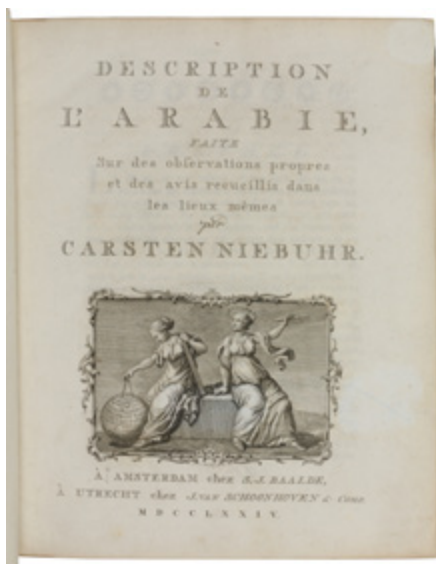 DESCRIPTION
DE
L'ARABIE,
FAITE
Sur des observations propres
et des avis recueillis dans
les lieux mêmes
par
CARSTEN NIEBUHR.
À AMSTERDAM chez S. J. BAALDE,
À UTRECHT chez J. van SCHOONHOVEN & Comp.
MDCCLXXIV.